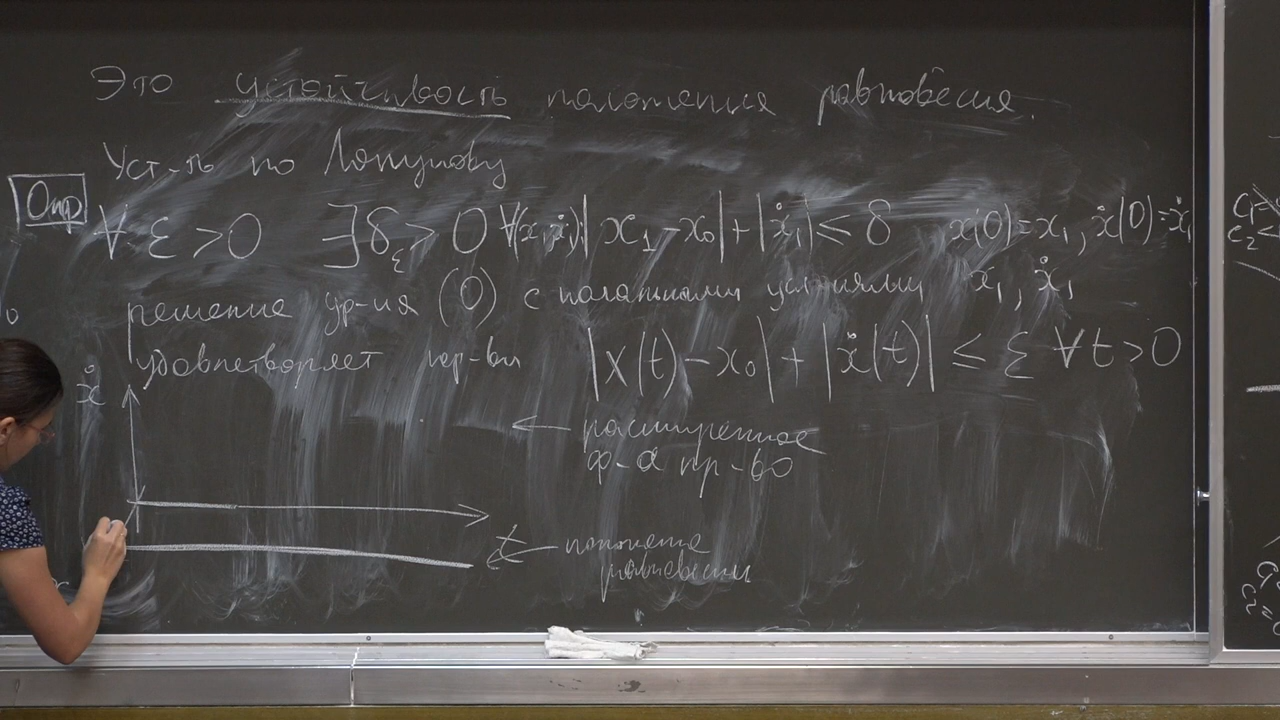 Это устойчивость положения равновесия.
Уст-ть по Ляпунову
Опр
∀ ε > 0 ∃ δ_ε > 0 ∀(x₁, ẋ₁) |x₁ - x₀| + |ẋ₁| ≤ δ x(0) = x₁, ẋ(0) = ẋ₁
решение ур-ия (0) с начальными условиями x₁, ẋ₁
удовлетворяет нер-ву |x(t) - x₀| + |ẋ(t)| ≤ ε ∀ t > 0
ẋ
← расширенное
ф-ое пр-во
t
← положение
равновесия